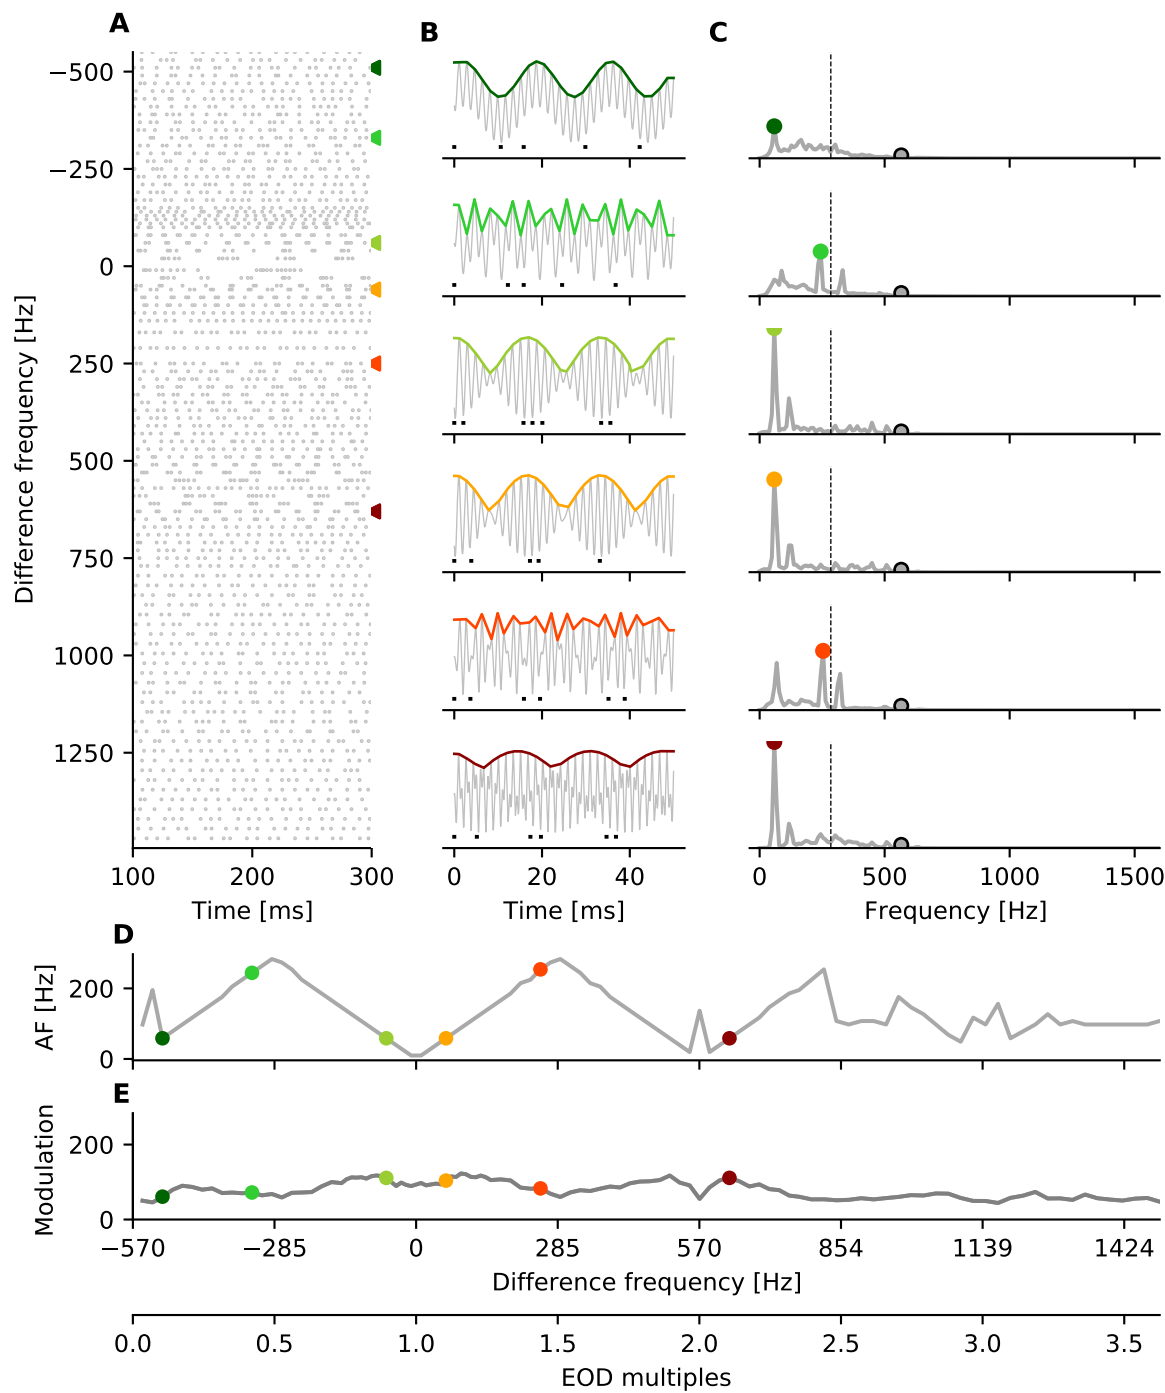 A
B
C
Difference frequency [Hz]
−500
−250
0
250
500
750
1000
1250
100 200 300
Time [ms]
0 20 40
Time [ms]
0 500 1000 1500
Frequency [Hz]
D
AF [Hz]
200
0
E
Modulation
200
0
−570 −285 0 285 570 854 1139 1424
Difference frequency [Hz]
0.0 0.5 1.0 1.5 2.0 2.5 3.0 3.5
EOD multiples